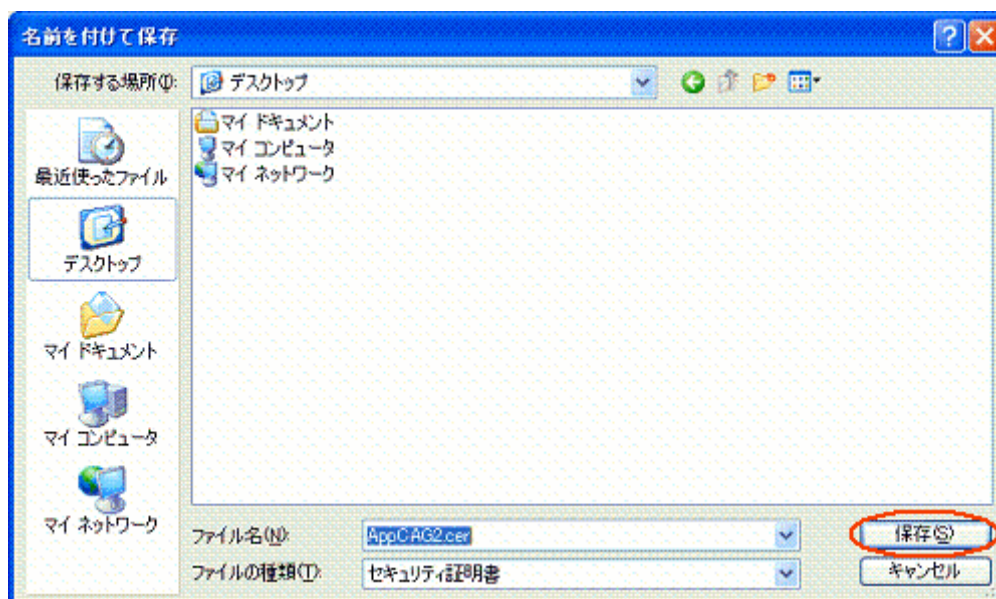 名前を付けて保存
保存する場所(I):
デスクトップ
マイ ドキュメント
マイ コンピュータ
マイ ネットワーク
最近使ったファイル
デスクトップ
マイ ドキュメント
マイ コンピュータ
マイ ネットワーク
ファイル名(N):
AppCAG2.cer
保存(S)
ファイルの種類(T):
セキュリティ証明書
キャンセル